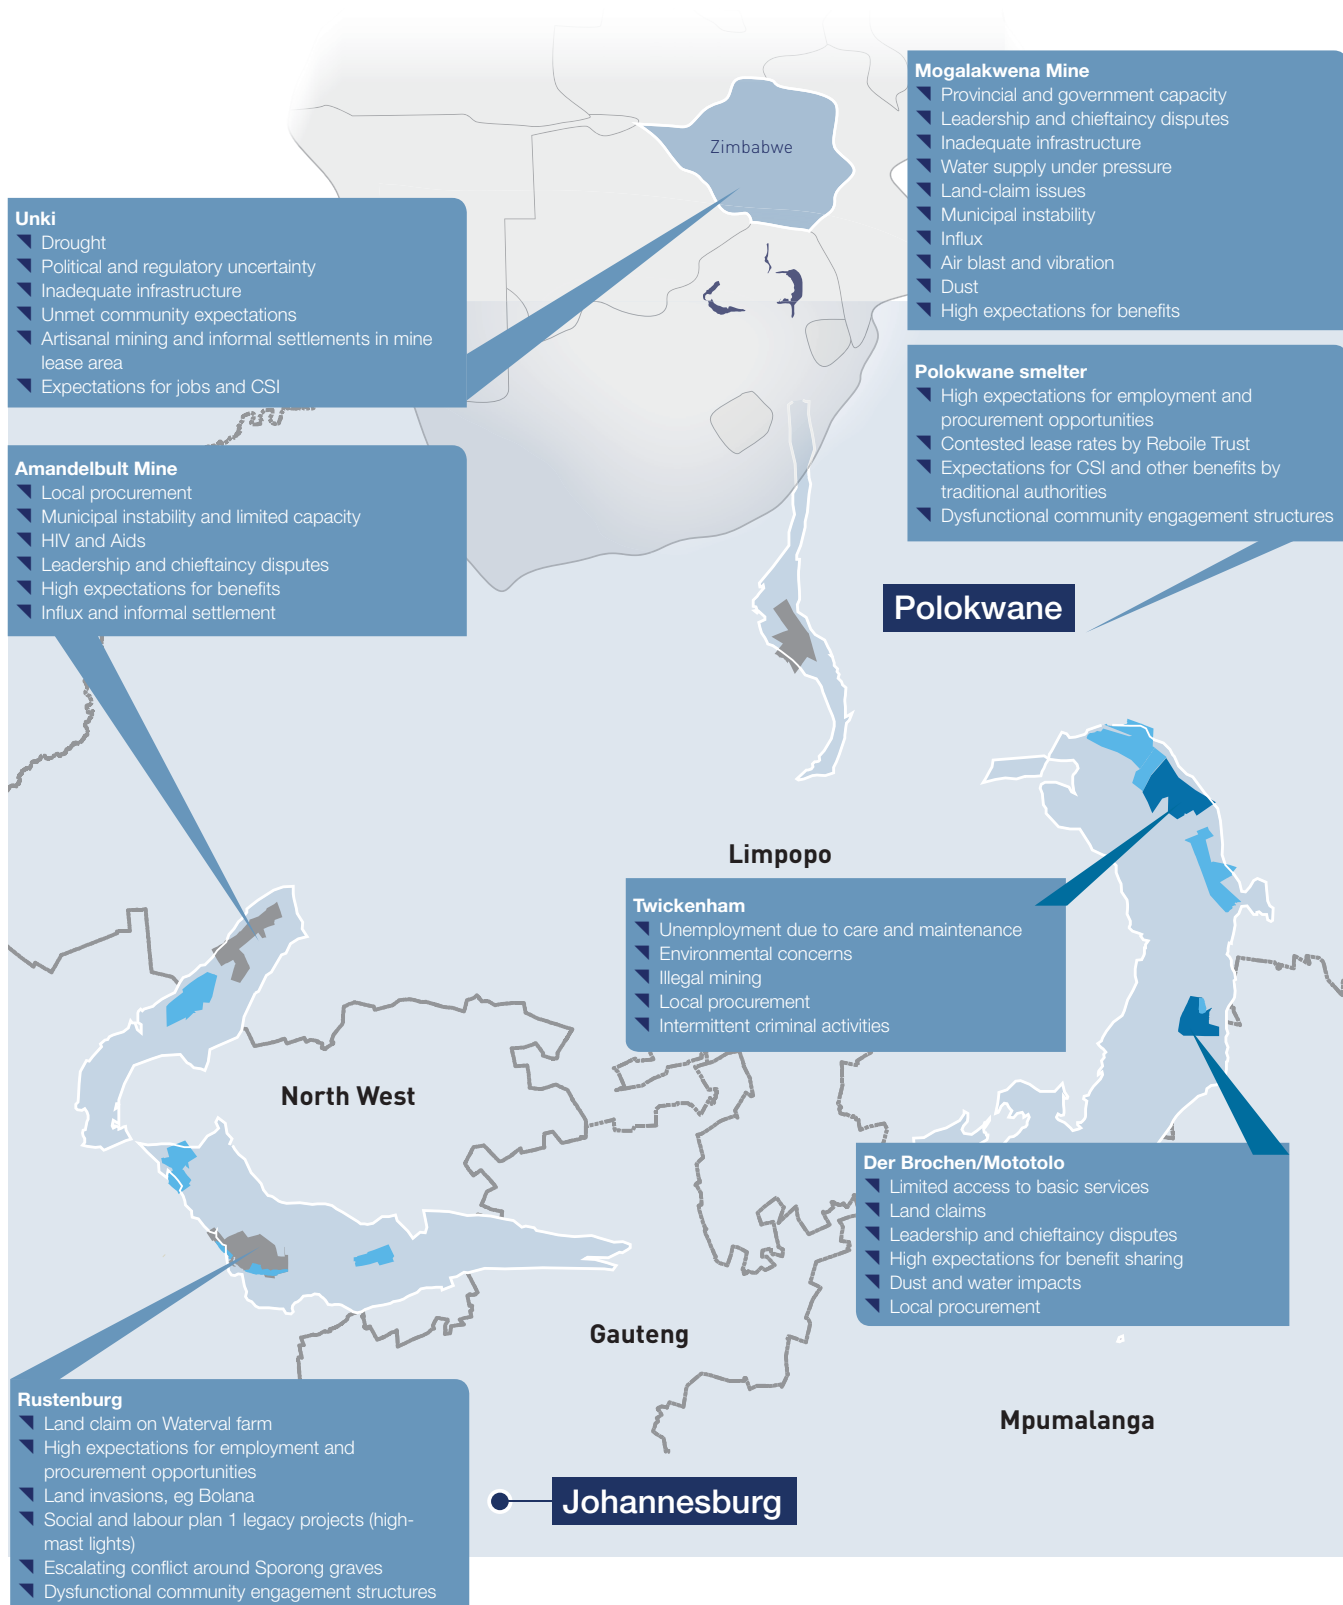 Zimbabwe
Mogalakwena Mine
Provincial and government capacity
Leadership and chieftaincy disputes
Inadequate infrastructure
Water supply under pressure
Land-claim issues
Municipal instability
Influx
Air blast and vibration
Dust
High expectations for benefits
Unki
Drought
Political and regulatory uncertainty
Inadequate infrastructure
Unmet community expectations
Artisanal mining and informal settlements in mine
lease area
Expectations for jobs and CSI
Polokwane smelter
High expectations for employment and
procurement opportunities
Contested lease rates by Reboile Trust
Expectations for CSI and other benefits by
traditional authorities
Dysfunctional community engagement structures
Amandelbult Mine
Local procurement
Municipal instability and limited capacity
HIV and Aids
Leadership and chieftaincy disputes
High expectations for benefits
Influx and informal settlement
Polokwane
Limpopo
Twickenham
Unemployment due to care and maintenance
Environmental concerns
Illegal mining
Local procurement
Intermittent criminal activities
North West
Der Brochen/Mototolo
Limited access to basic services
Land claims
Leadership and chieftaincy disputes
High expectations for benefit sharing
Dust and water impacts
Local procurement
Gauteng
Mpumalanga
Rustenburg
Land claim on Waterval farm
High expectations for employment and
procurement opportunities
Land invasions, eg Bolana
Social and labour plan 1 legacy projects (high-
mast lights)
Escalating conflict around Sporong graves
Dysfunctional community engagement structures
Johannesburg